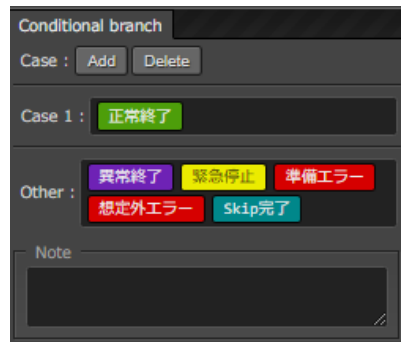 Conditional branch
Case : Add Delete
Case 1 : 正常終了
Other : 異常終了 緊急停止 準備エラー
想定外エラー Skip完了
Note